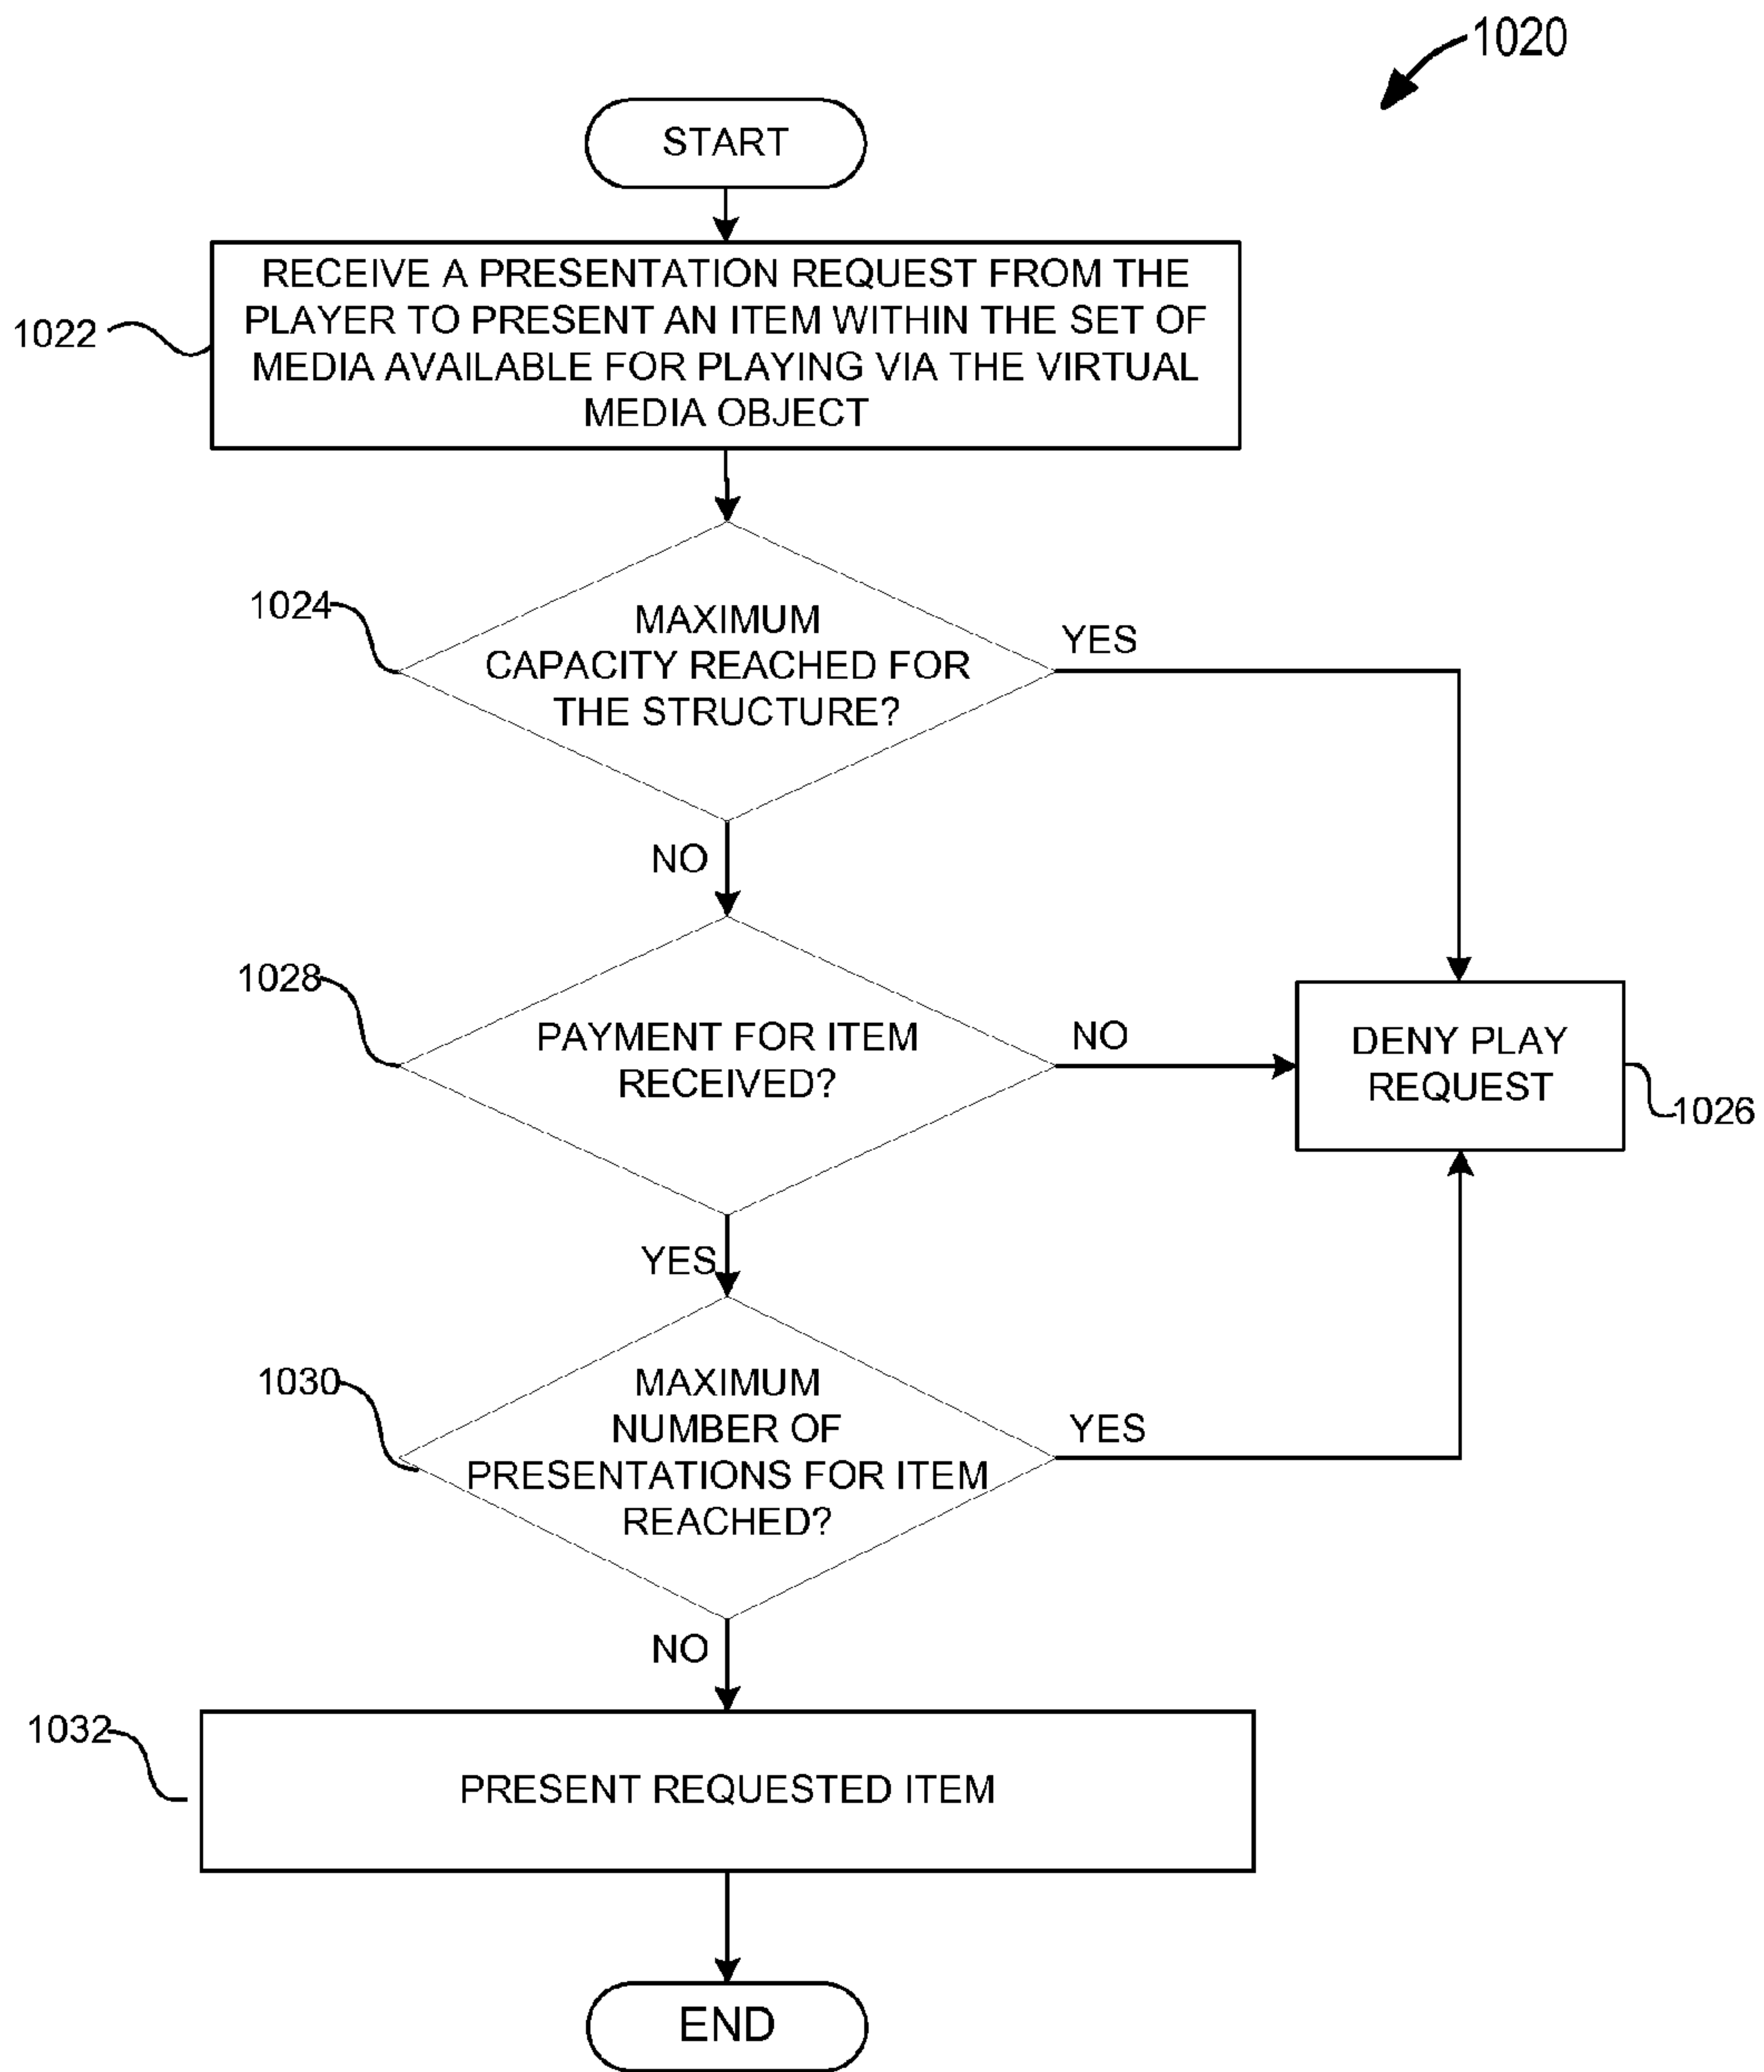 1020
START
RECEIVE A PRESENTATION REQUEST FROM THE
PLAYER TO PRESENT AN ITEM WITHIN THE SET OF
MEDIA AVAILABLE FOR PLAYING VIA THE VIRTUAL
MEDIA OBJECT
1022
1024
MAXIMUM
CAPACITY REACHED FOR
THE STRUCTURE?
YES
NO
1028
PAYMENT FOR ITEM
RECEIVED?
NO
DENY PLAY
REQUEST
1026
YES
1030
MAXIMUM
NUMBER OF
PRESENTATIONS FOR ITEM
REACHED?
YES
NO
1032
PRESENT REQUESTED ITEM
END